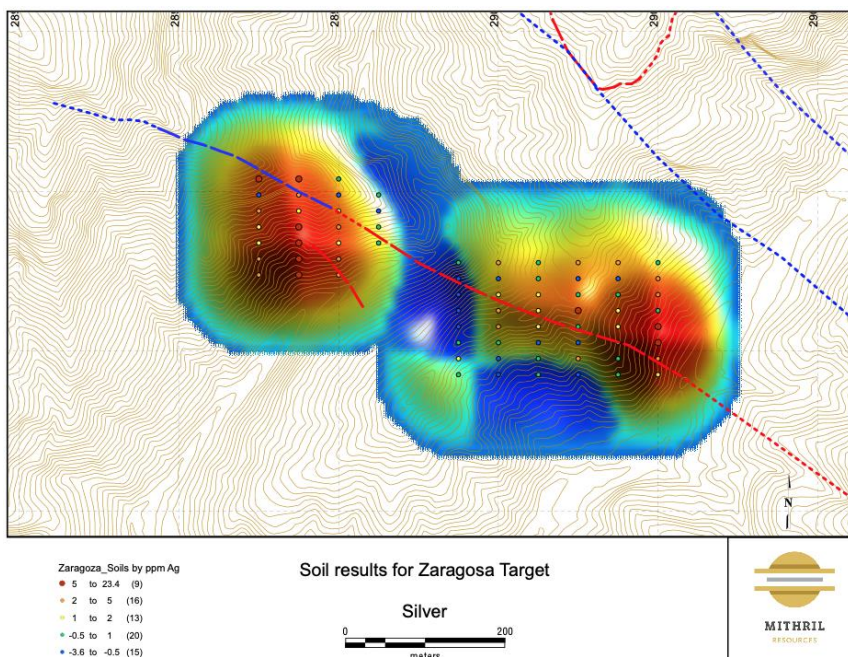 N
Zaragoza_Soils by ppm Ag
5 to 23.4 (9)
2 to 5 (16)
1 to 2 (13)
-0.5 to 1 (20)
-3.6 to -0.5 (15)
Soil results for Zaragosa Target
Silver
0 200
meters
MITHRIL
RESOURCES